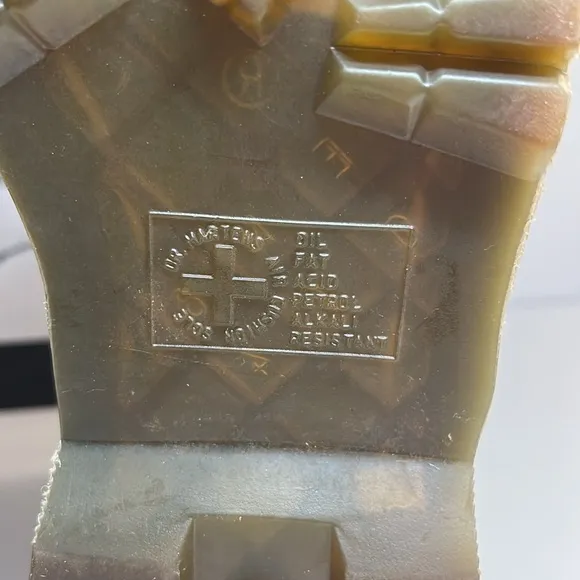 DR. MARTENS AIR CUSHION SOLE
OIL
FAT
ACID
PETROL
ALKALI
RESISTANT